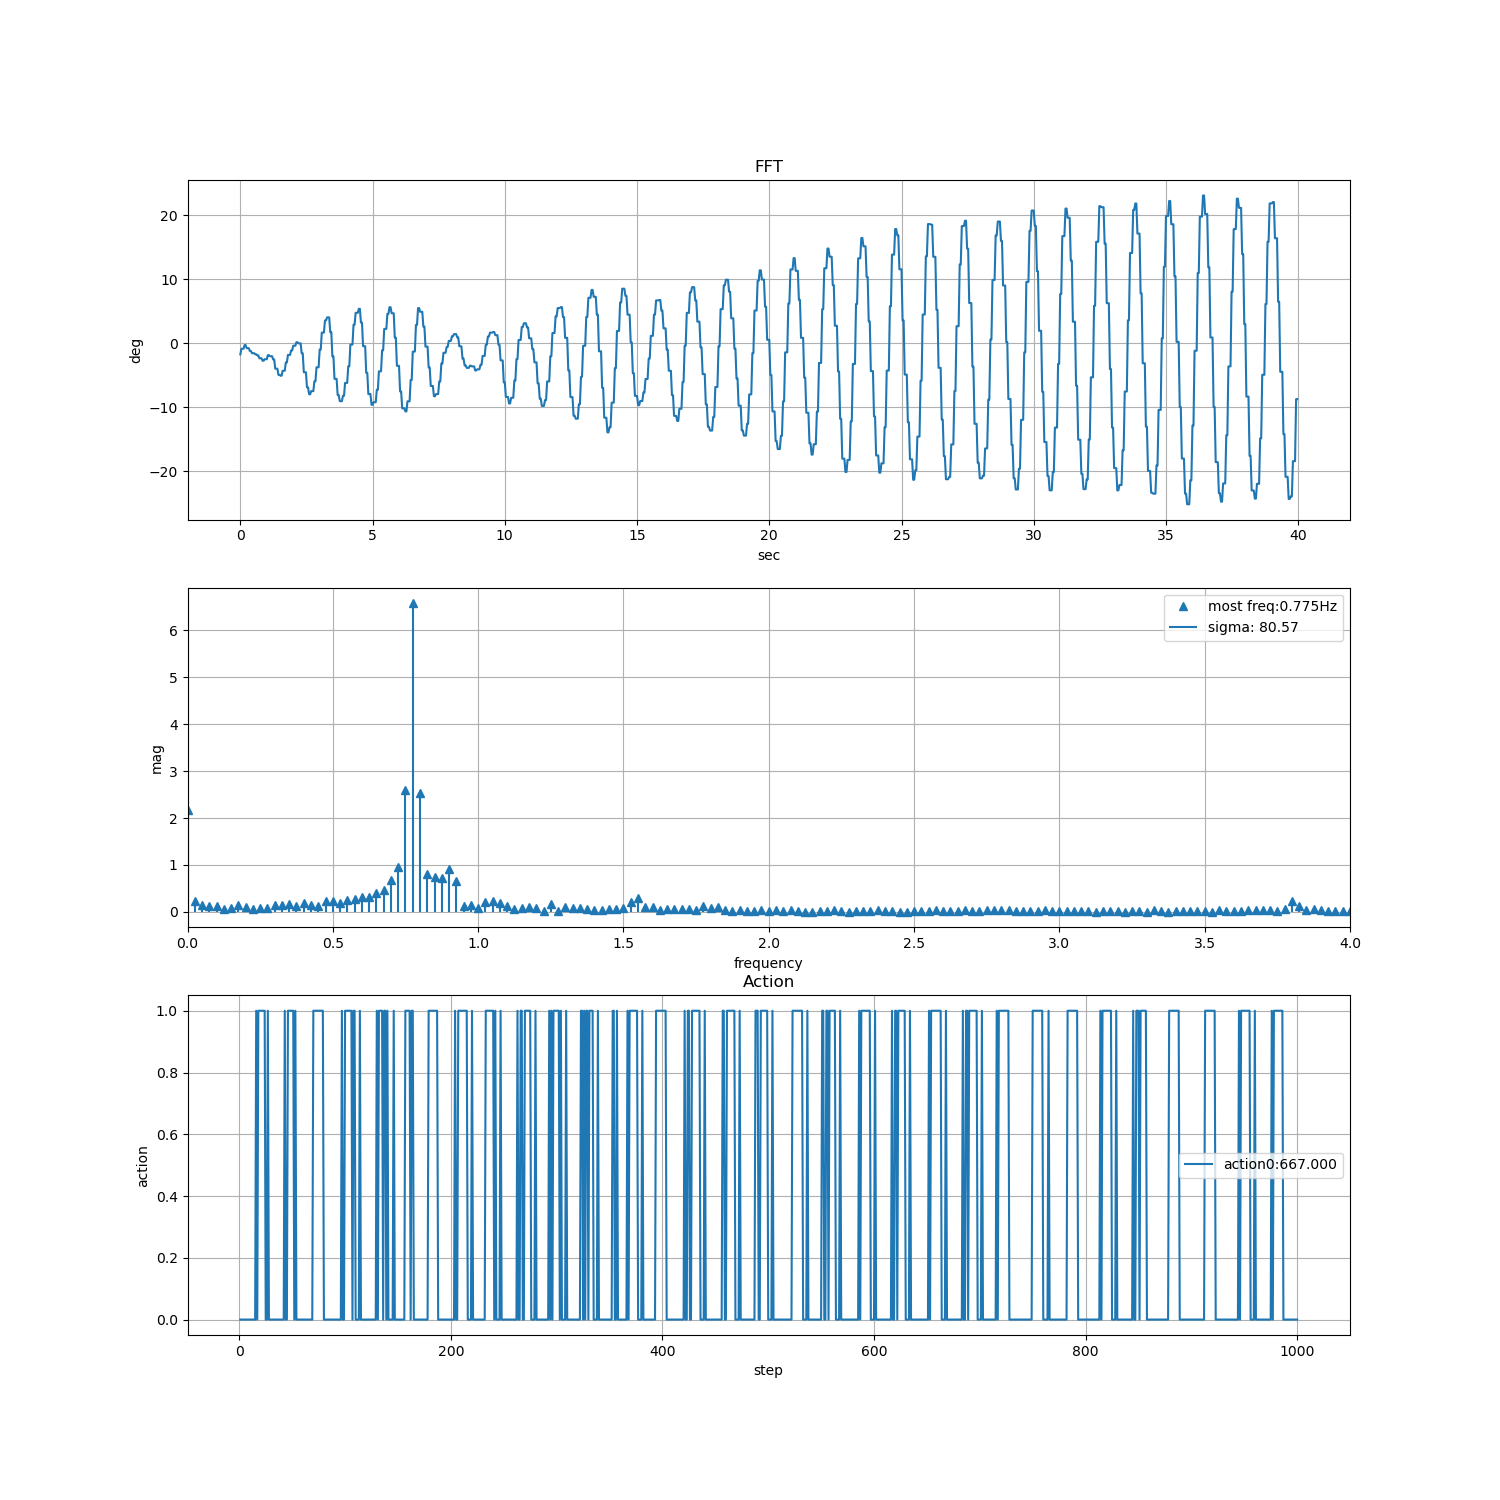 FFT
20
10
0
−10
−20
deg
0 5 10 15 20 25 30 35 40
sec
most freq:0.775Hz
sigma: 80.57
6
5
4
3
2
1
0
mag
0.0 0.5 1.0 1.5 2.0 2.5 3.0 3.5 4.0
frequency
Action
1.0
0.8
0.6
0.4
0.2
0.0
action
action0:667.000
0 200 400 600 800 1000
step